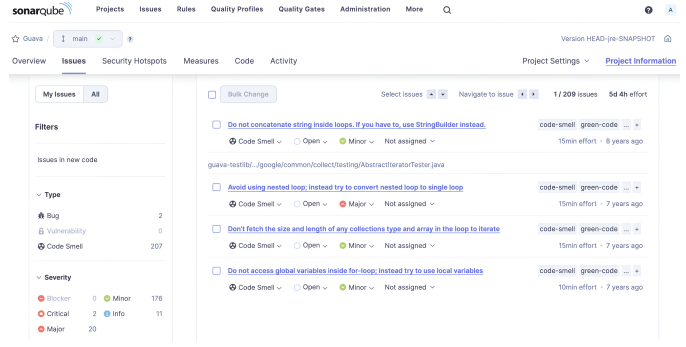 sonarqube
Projects Issues Rules Quality Profiles Quality Gates Administration More ? A
Guava / main ?
Version HEAD-jre-SNAPSHOT
Overview Issues Security Hotspots Measures Code Activity
Project Settings Project Information
My Issues All
Bulk Change
Select issues Navigate to issue 1 / 209 issues 5d 4h effort
Filters
Issues in new code
Type
Bug 2
Vulnerability 0
Code Smell 207
Severity
Blocker 0 Minor 176
Critical 2 Info 11
Major 20
Do not concatenate string inside loops. If you have to, use StringBuilder instead.
code-smell green-code ... +
Code Smell Open Minor Not assigned
15min effort · 8 years ago
guava-testlib/.../google/common/collect/testing/AbstractIteratorTester.java
Avoid using nested loop; instead try to convert nested loop to single loop
code-smell green-code ... +
Code Smell Open Major Not assigned
15min effort · 7 years ago
Don't fetch the size and length of any collections type and array in the loop to iterate
code-smell green-code ... +
Code Smell Open Minor Not assigned
15min effort · 7 years ago
Do not access global variables inside for-loop; instead try to use local variables
code-smell green-code ... +
Code Smell Open Minor Not assigned
10min effort · 7 years ago